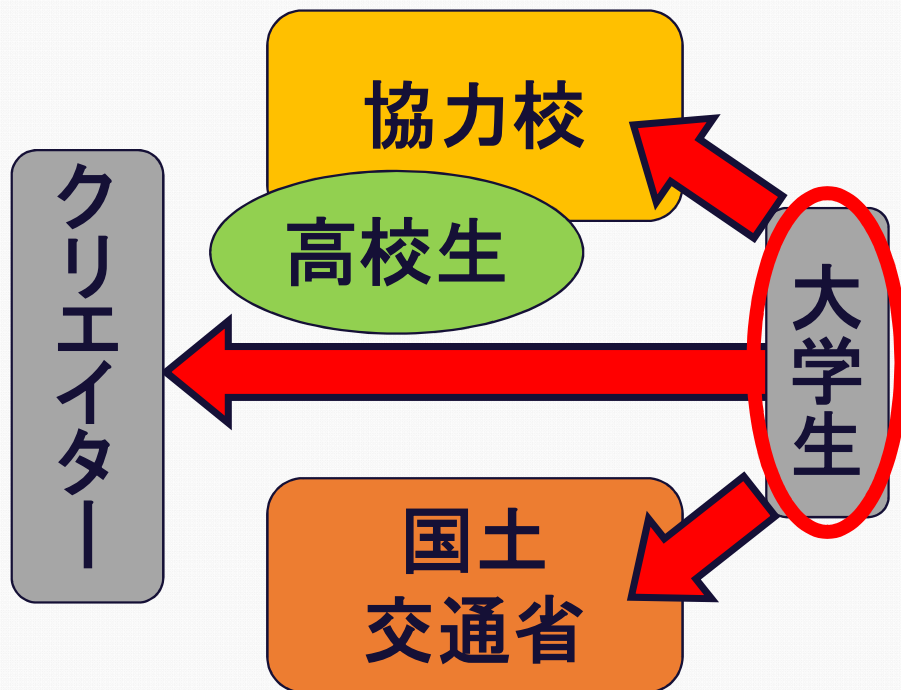 協力校
クリエイター
高校生
大学生
国土
交通省